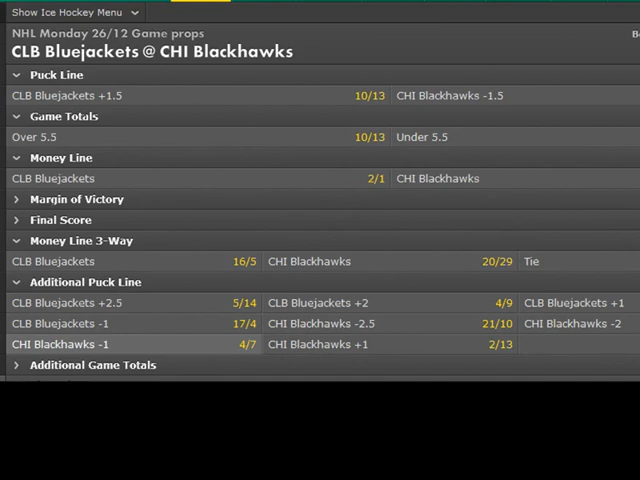 Show Ice Hockey Menu
NHL Monday 26/12 Game props
CLB Bluejackets @ CHI Blackhawks
Puck Line
CLB Bluejackets +1.5 10/13 CHI Blackhawks -1.5
Game Totals
Over 5.5 10/13 Under 5.5
Money Line
CLB Bluejackets 2/1 CHI Blackhawks
Margin of Victory
Final Score
Money Line 3-Way
CLB Bluejackets 16/5 CHI Blackhawks 20/29 Tie
Additional Puck Line
CLB Bluejackets +2.5 5/14 CLB Bluejackets +2 4/9 CLB Bluejackets +1
CLB Bluejackets -1 17/4 CHI Blackhawks -2.5 21/10 CHI Blackhawks -2
CHI Blackhawks -1 4/7 CHI Blackhawks +1 2/13
Additional Game Totals